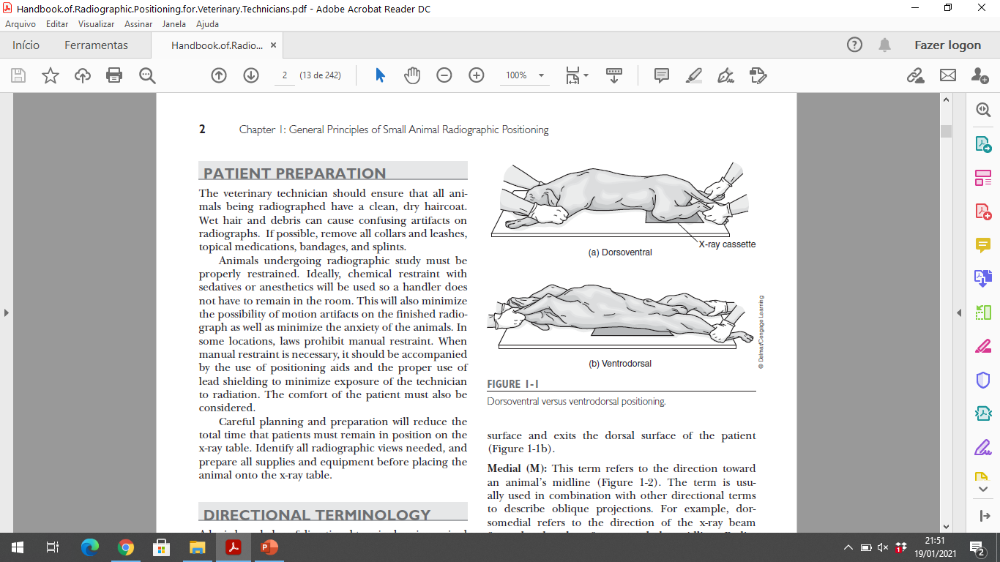 Handbook.of.Radiographic.Positioning.for.Veterinary.Technicians.pdf - Adobe Acrobat Reader DC
Arquivo Editar Visualizar Assinar Janela Ajuda
Início Ferramentas Handbook.of.Radio... Fazer logon
2 (13 de 242) 100%
2 Chapter 1: General Principles of Small Animal Radiographic Positioning
PATIENT PREPARATION
The veterinary technician should ensure that all ani-
mals being radiographed have a clean, dry haircoat.
Wet hair and debris can cause confusing artifacts on
radiographs. If possible, remove all collars and leashes,
topical medications, bandages, and splints.
Animals undergoing radiographic study must be
properly restrained. Ideally, chemical restraint with
sedatives or anesthetics will be used so a handler does
not have to remain in the room. This will also minimize
the possibility of motion artifacts on the finished radio-
graph as well as minimize the anxiety of the animals. In
some locations, laws prohibit manual restraint. When
manual restraint is necessary, it should be accompanied
by the use of positioning aids and the proper use of
lead shielding to minimize exposure of the technician
to radiation. The comfort of the patient must also be
considered.
Careful planning and preparation will reduce the
total time that patients must remain in position on the
x-ray table. Identify all radiographic views needed, and
prepare all supplies and equipment before placing the
animal onto the x-ray table.
DIRECTIONAL TERMINOLOGY
X-ray cassette
(a) Dorsoventral
(b) Ventrodorsal
© Delmar/Cengage Learning
FIGURE 1-1
Dorsoventral versus ventrodorsal positioning.
surface and exits the dorsal surface of the patient
(Figure 1-1b).
Medial (M): This term refers to the direction toward
an animal's midline (Figure 1-2). The term is usu-
ally used in combination with other directional terms
to describe oblique projections. For example, dor-
somedial refers to the direction of the x-ray beam
21:51
19/01/2021
2